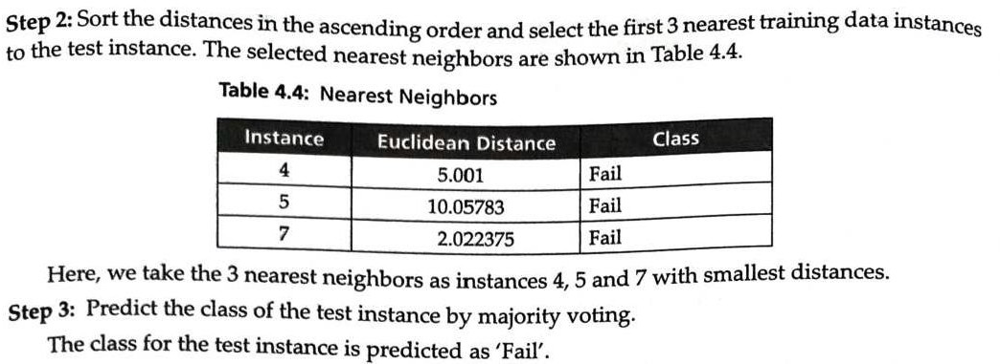 Step 2: Sort the distances in the ascending order and select the first 3 nearest training data instances
to the test instance. The selected nearest neighbors are shown in Table 4.4.
Table 4.4: Nearest Neighbors
Instance Euclidean Distance Class
4 5.001 Fail
5 10.05783 Fail
7 2.022375 Fail
Here, we take the 3 nearest neighbors as instances 4, 5 and 7 with smallest distances.
Step 3: Predict the class of the test instance by majority voting.
The class for the test instance is predicted as 'Fail'.